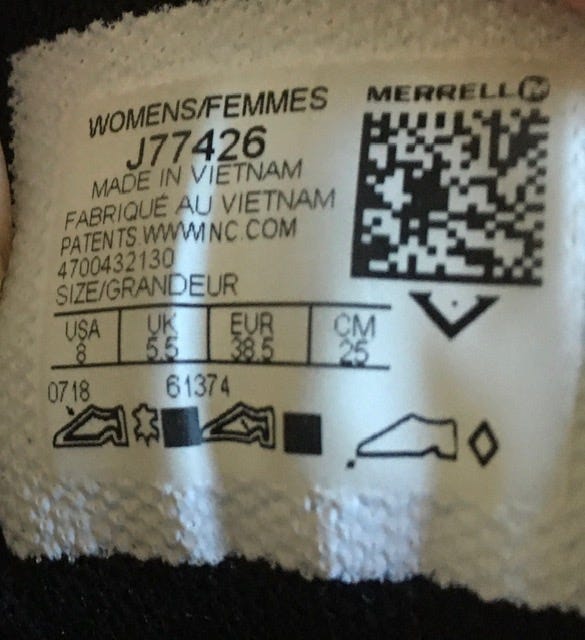 WOMENS/FEMMES
J77426
MADE IN VIETNAM
FABRIQUÉ AU VIETNAM
PATENTS.WWWINC.COM
4700432130
SIZE/GRANDEUR
USA UK EUR CM
8 5.5 38.5 25
0718 61374
MERRELL M